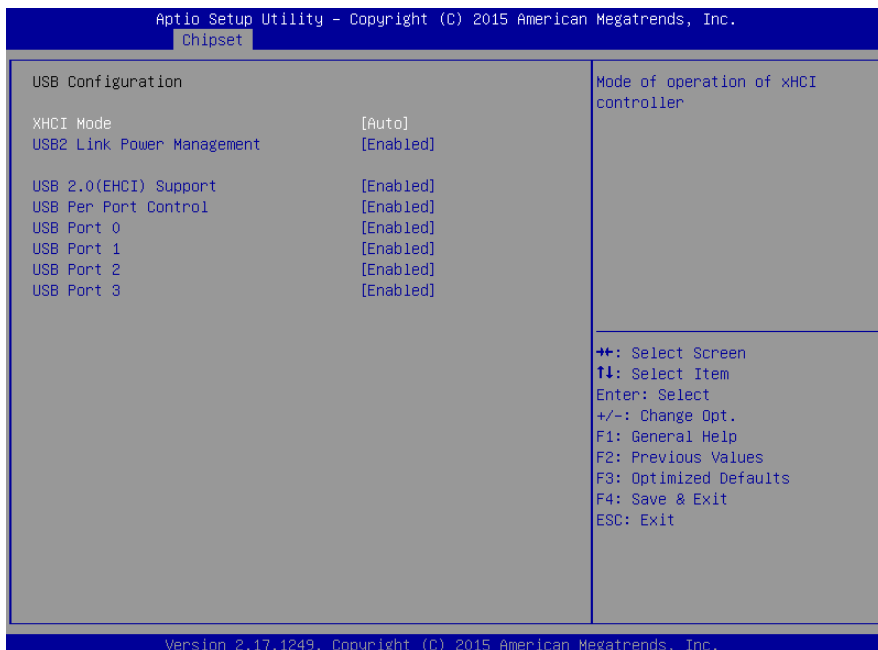 Aptio Setup Utility – Copyright (C) 2015 American Megatrends, Inc.
Chipset
USB Configuration
XHCI Mode [Auto]
USB2 Link Power Management [Enabled]
USB 2.0(EHCI) Support [Enabled]
USB Per Port Control [Enabled]
USB Port 0 [Enabled]
USB Port 1 [Enabled]
USB Port 2 [Enabled]
USB Port 3 [Enabled]
Mode of operation of xHCI
controller
→←: Select Screen
↑↓: Select Item
Enter: Select
+/-: Change Opt.
F1: General Help
F2: Previous Values
F3: Optimized Defaults
F4: Save & Exit
ESC: Exit
Version 2.17.1249. Copyright (C) 2015 American Megatrends, Inc.